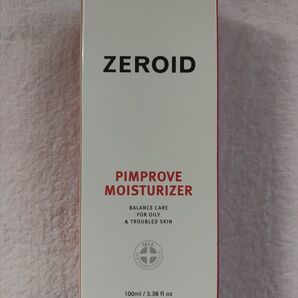 ZEROID
PIMPROVE
MOISTURIZER
BALANCE CARE
FOR OILY
& TROUBLED SKIN
100ml / 3.38 fl oz